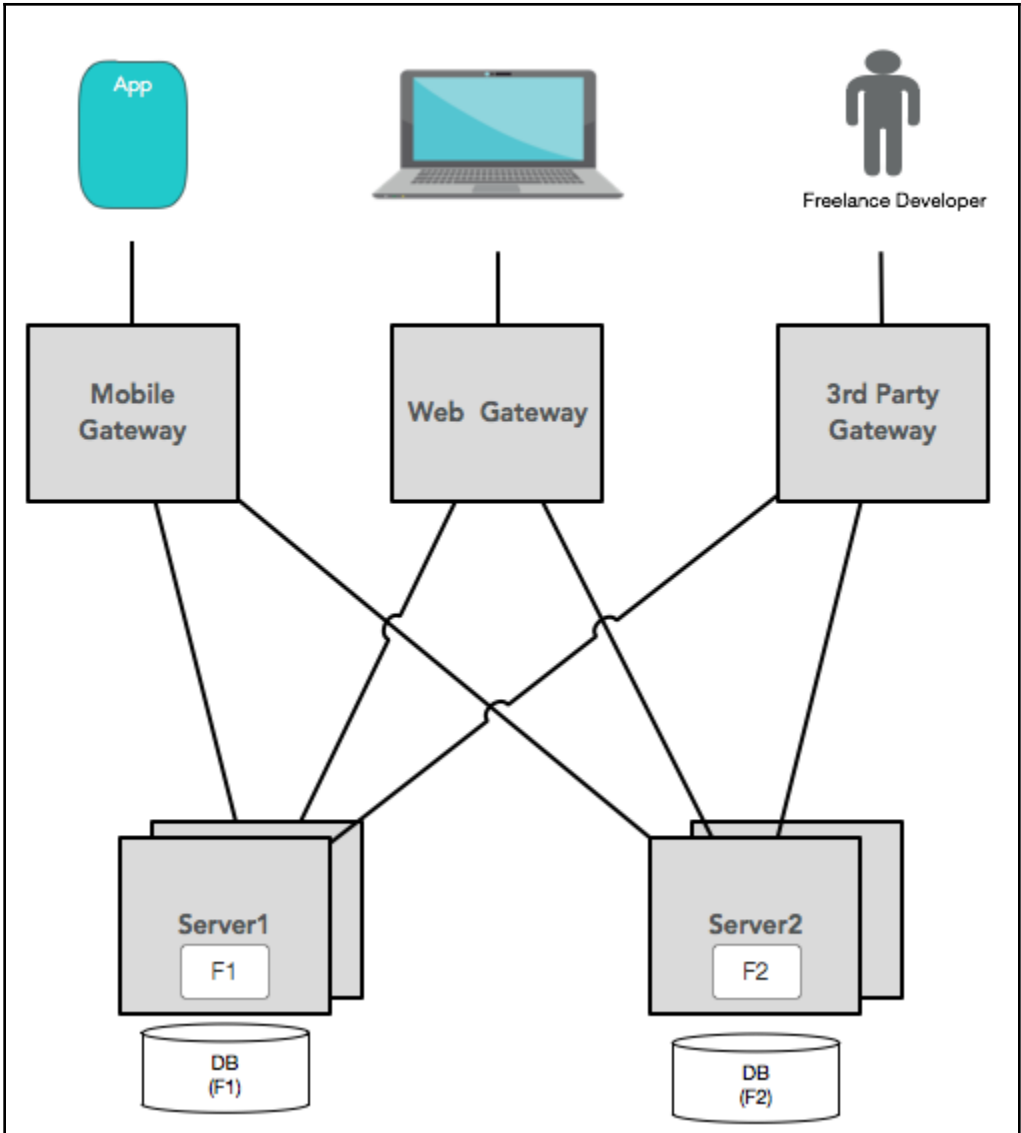 App
Freelance Developer
Mobile
Gateway
Web Gateway
3rd Party
Gateway
Server1
F1
Server2
F2
DB
(F1)
DB
(F2)